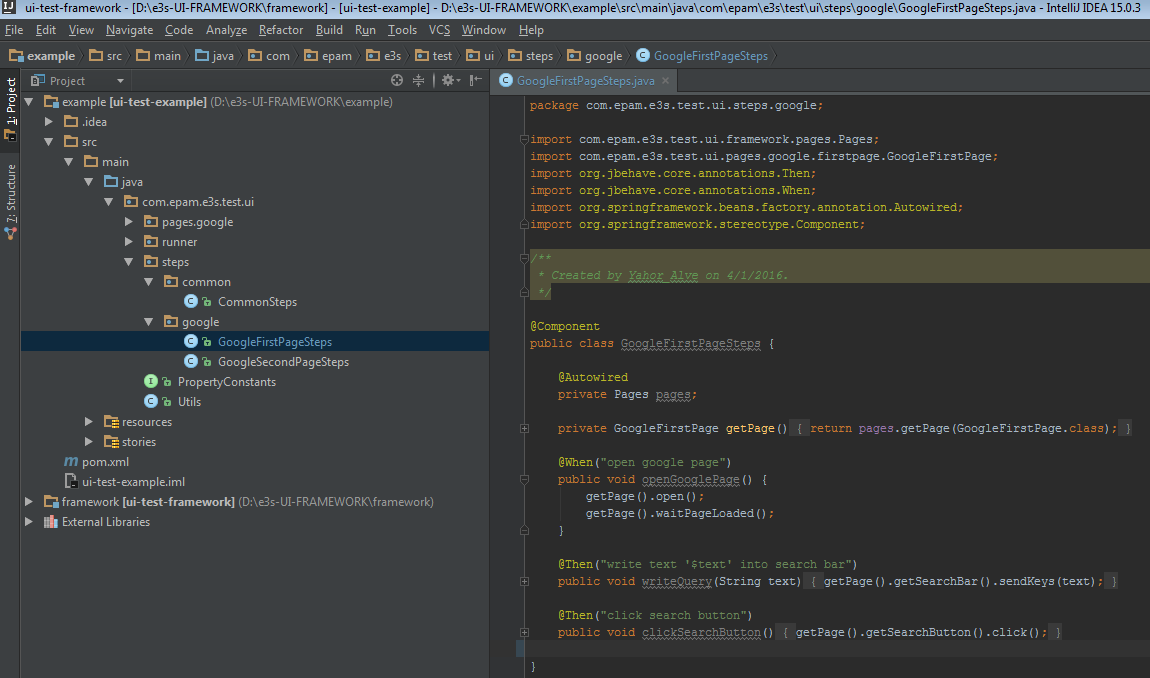 ui-test-framework - [D:\e3s-UI-FRAMEWORK\framework] - [ui-test-example] - D:\e3s-UI-FRAMEWORK\example\src\main\java\com\epam\e3s\test\ui\steps\google\GoogleFirstPageSteps.java - IntelliJ IDEA 15.0.3
File Edit View Navigate Code Analyze Refactor Build Run Tools VCS Window Help
example src main java com epam e3s test ui steps google GoogleFirstPageSteps
1: Project
7: Structure
Project
example [ui-test-example] (D:\e3s-UI-FRAMEWORK\example)
.idea
src
main
java
com.epam.e3s.test.ui
pages.google
runner
steps
common
CommonSteps
google
GoogleFirstPageSteps
GoogleSecondPageSteps
PropertyConstants
Utils
resources
stories
pom.xml
ui-test-example.iml
framework [ui-test-framework] (D:\e3s-UI-FRAMEWORK\framework)
External Libraries
GoogleFirstPageSteps.java
package com.epam.e3s.test.ui.steps.google;
import com.epam.e3s.test.ui.framework.pages.Pages;
import com.epam.e3s.test.ui.pages.google.firstpage.GoogleFirstPage;
import org.jbehave.core.annotations.Then;
import org.jbehave.core.annotations.When;
import org.springframework.beans.factory.annotation.Autowired;
import org.springframework.stereotype.Component;
/**
* Created by Yahor_Alve on 4/1/2016.
*/
@Component
public class GoogleFirstPageSteps {
@Autowired
private Pages pages;
private GoogleFirstPage getPage() { return pages.getPage(GoogleFirstPage.class); }
@When("open google page")
public void openGooglePage() {
getPage().open();
getPage().waitPageLoaded();
}
@Then("write text '$text' into search bar")
public void writeQuery(String text) { getPage().getSearchBar().sendKeys(text); }
@Then("click search button")
public void clickSearchButton() { getPage().getSearchButton().click(); }
}